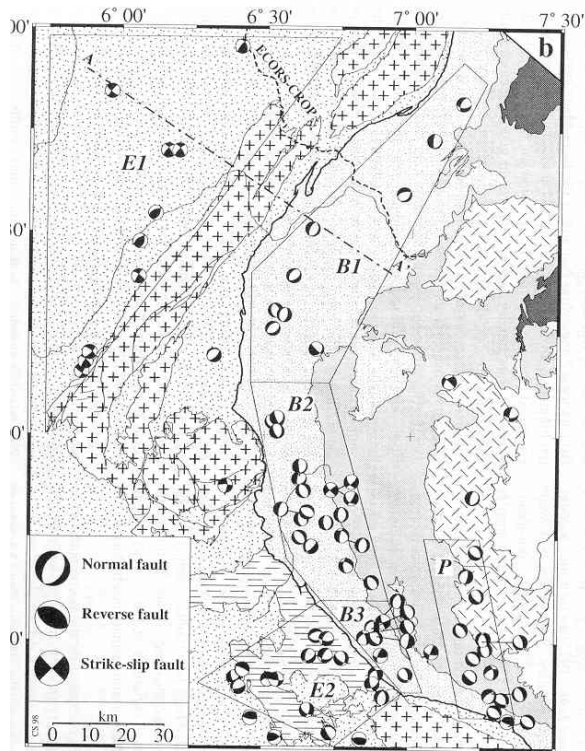 6°00' 6°30' 7°00' 7°30'
b
ECORS-CROP
A
E1
30'
B1
A'
B2
00'
P
Normal fault
B3
Reverse fault
00'
Strike-slip fault
E2
CS 98
0 10 20 30
km